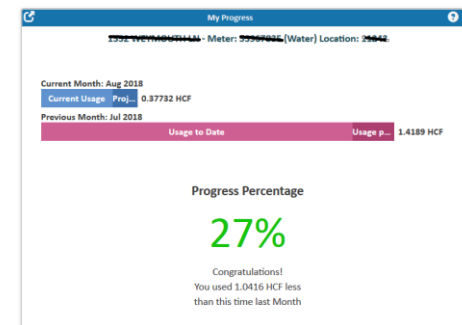 My Progress
- Meter: (Water) Location:
Current Month: Aug 2018
Current Usage Proj... 0.37732 HCF
Previous Month: Jul 2018
Usage to Date Usage p... 1.4189 HCF
Progress Percentage
27%
Congratulations!
You used 1.0416 HCF less
than this time last Month